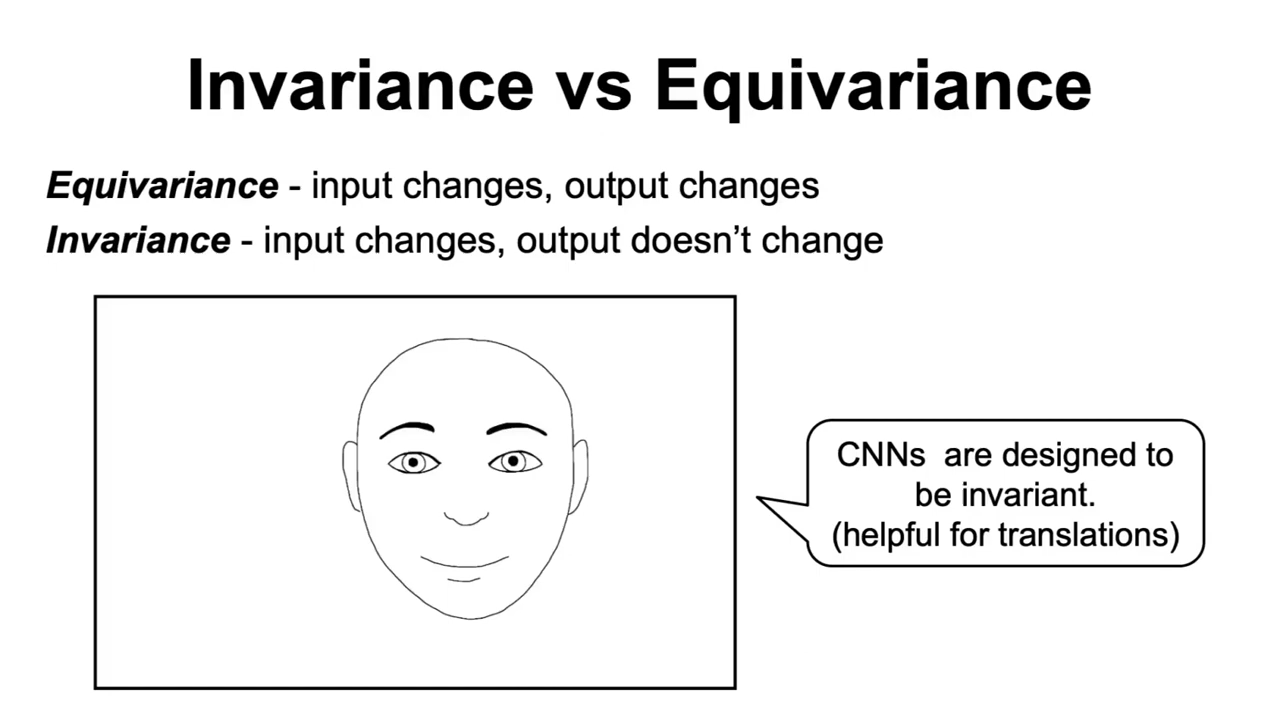 Invariance vs Equivariance
Equivariance - input changes, output changes
Invariance - input changes, output doesn’t change
CNNs  are designed to
be invariant.
(helpful for translations)